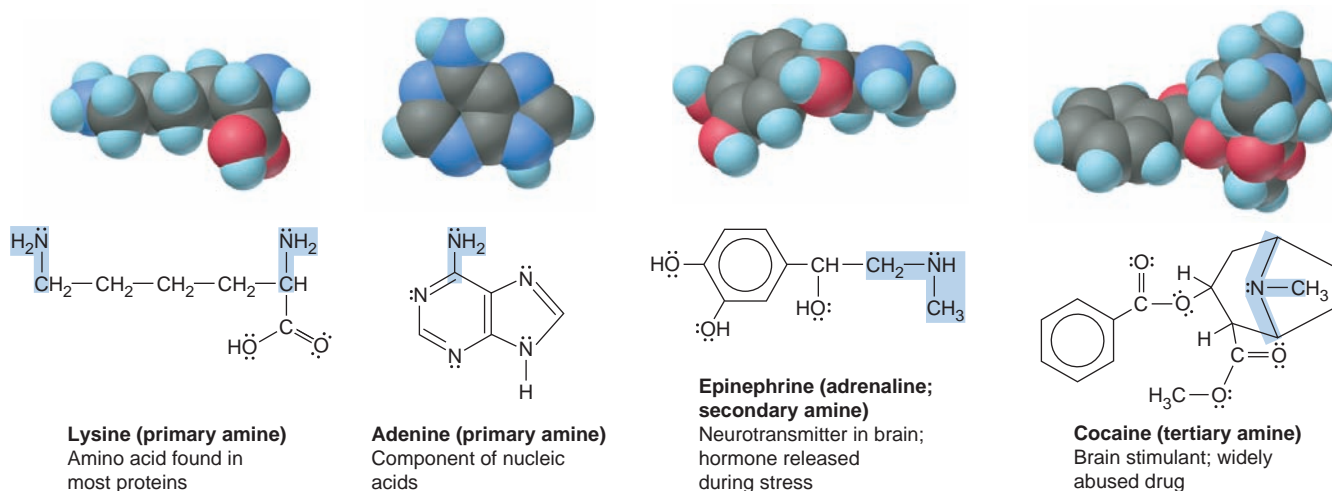 H₂N̈
N̈H₂
CH₂—CH₂—CH₂—CH₂—CH
C
HO
O
NH₂
N
N
N
N
H
HO
OH
CH—CH₂—NH
HO:
CH₃
:O:
C
O
H
H
:N—CH₃
C=O
H₃C—O:
Lysine (primary amine)
Amino acid found in
most proteins
Adenine (primary amine)
Component of nucleic
acids
Epinephrine (adrenaline;
secondary amine)
Neurotransmitter in brain;
hormone released
during stress
Cocaine (tertiary amine)
Brain stimulant; widely
abused drug